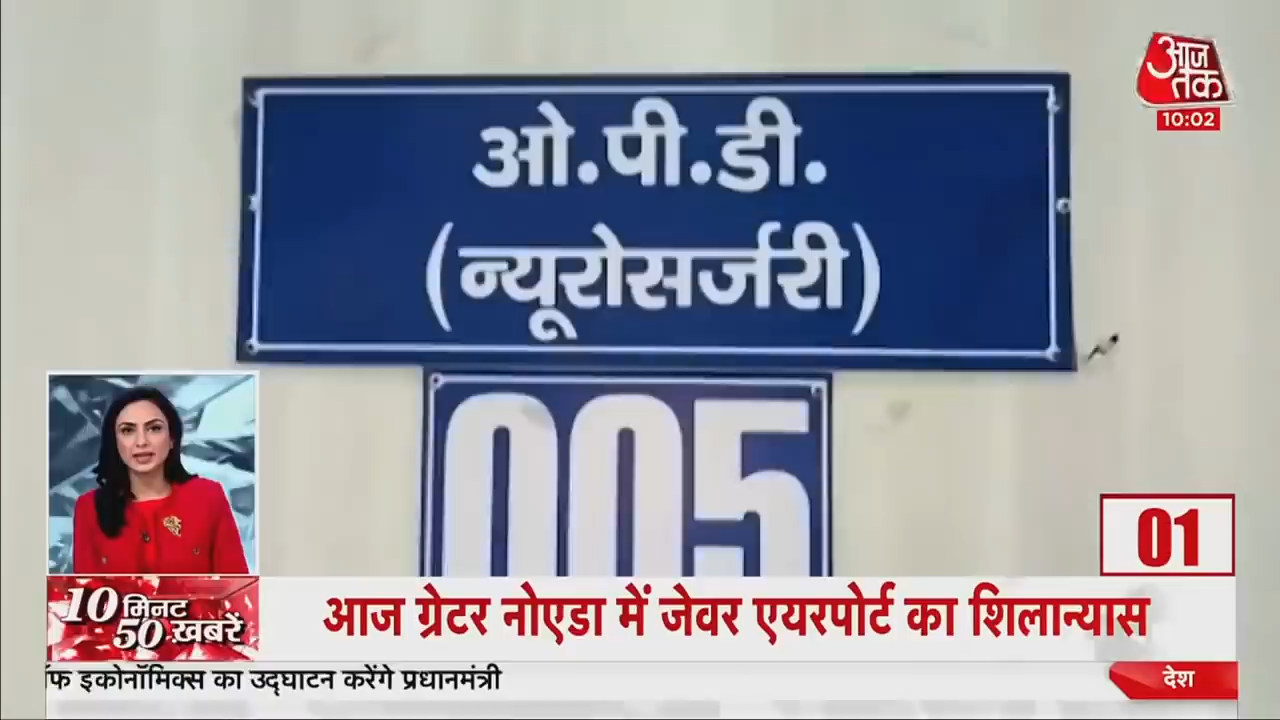 आज
तक
10:02
ओ.पी.डी.
(न्यूरोसर्जरी)
005
01
10 मिनट
50 ख़बरें
आज ग्रेटर नोएडा में जेवर एयरपोर्ट का शिलान्यास
इकोनॉमिक्स का उद्घाटन करेंगे प्रधानमंत्री
देश